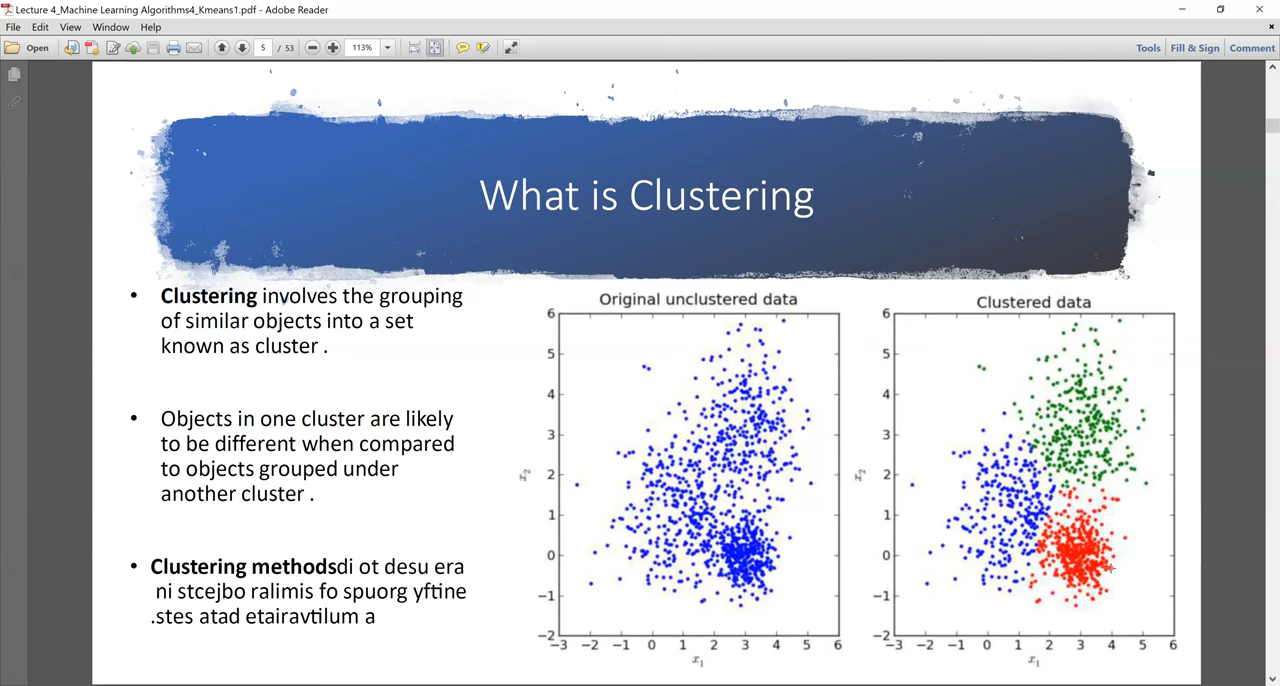 Lecture 4_Machine Learning Algorithms4_Kmeans1.pdf - Adobe Reader
File Edit View Window Help
Open 5 / 53 113% Tools Fill & Sign Comment
What is Clustering
• Clustering involves the grouping
of similar objects into a set
known as cluster .
• Objects in one cluster are likely
to be different when compared
to objects grouped under
another cluster .
• Clustering methodsdi ot desu era
ni stcejbo ralimis fo spuorg yftine
.stes atad etairavtilum a
Original unclustered data
6
5
4
3
2
1
0
−1
−2
−3 −2 −1 0 1 2 3 4 5 6
x₁
x₂
Clustered data
6
5
4
3
2
1
0
−1
−2
−3 −2 −1 0 1 2 3 4 5 6
x₁
x₂